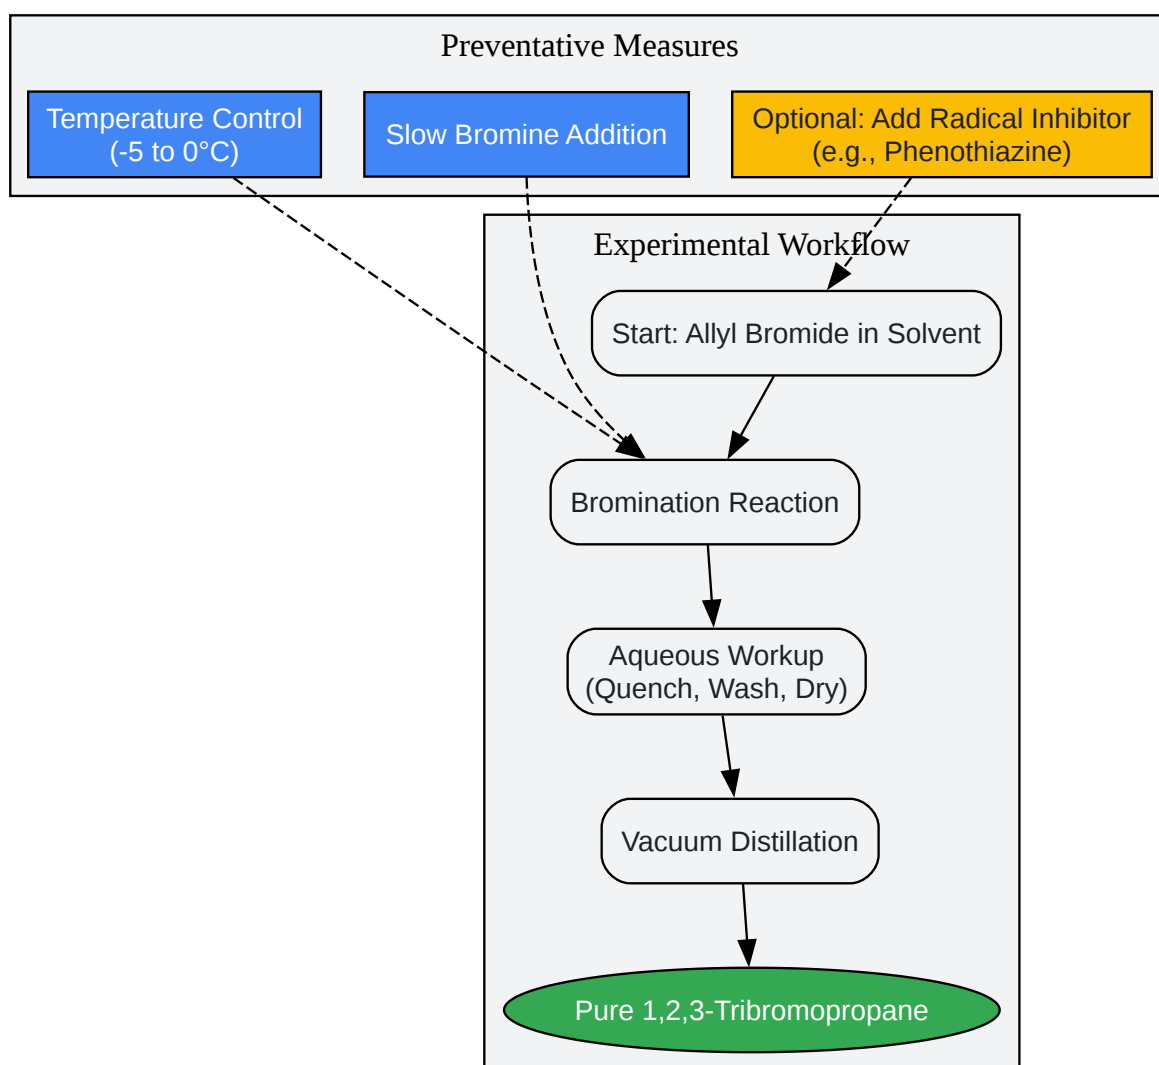 Preventative Measures
Temperature Control
(-5 to 0°C)
Slow Bromine Addition
Optional: Add Radical Inhibitor
(e.g., Phenothiazine)
Experimental Workflow
Start: Allyl Bromide in Solvent
Bromination Reaction
Aqueous Workup
(Quench, Wash, Dry)
Vacuum Distillation
Pure 1,2,3-Tribromopropane